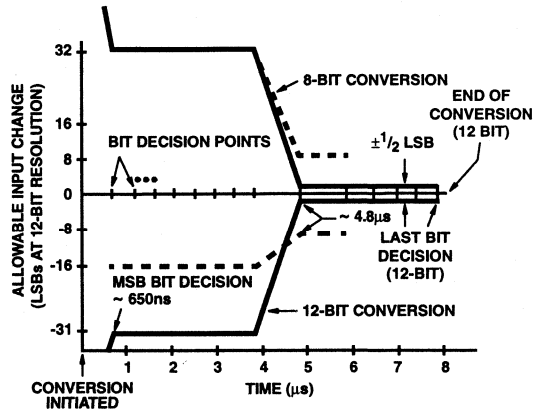 32
16
8
0
-8
-16
-31
ALLOWABLE INPUT CHANGE
(LSBs AT 12-BIT RESOLUTION)
8-BIT CONVERSION
END OF
CONVERSION
(12 BIT)
BIT DECISION POINTS
±1/2 LSB
~ 4.8μs
LAST BIT
DECISION
(12-BIT)
MSB BIT DECISION
~ 650ns
12-BIT CONVERSION
1 2 3 4 5 6 7 8
CONVERSION
INITIATED
TIME (μs)